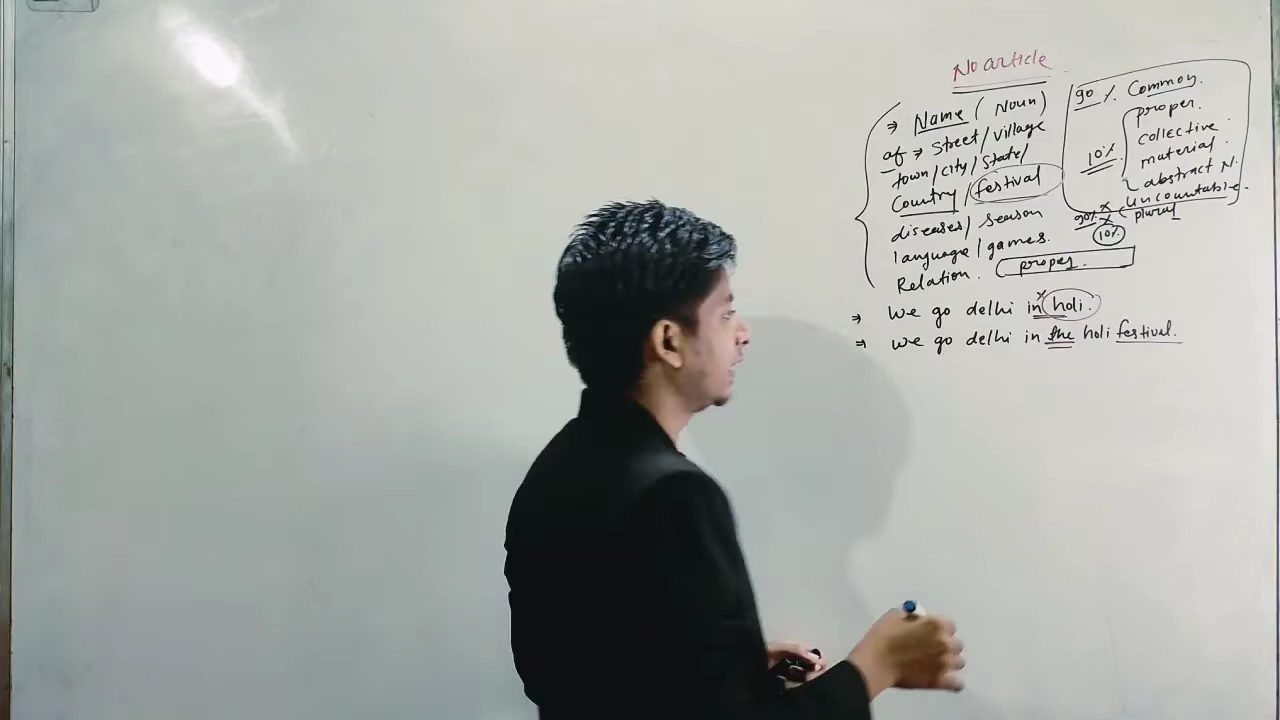 No article
⇒ Name (Noun)
of ⇒ Street/village
town/city/state/
Country/festival
diseases/season
language/games.
Relation. proper.
90%. Common.
proper.
collective.
10% material.
abstract N.
uncountable.
90% × plural
10%
×
⇒ We go delhi in holi.
⇒ we go delhi in the holi festival.